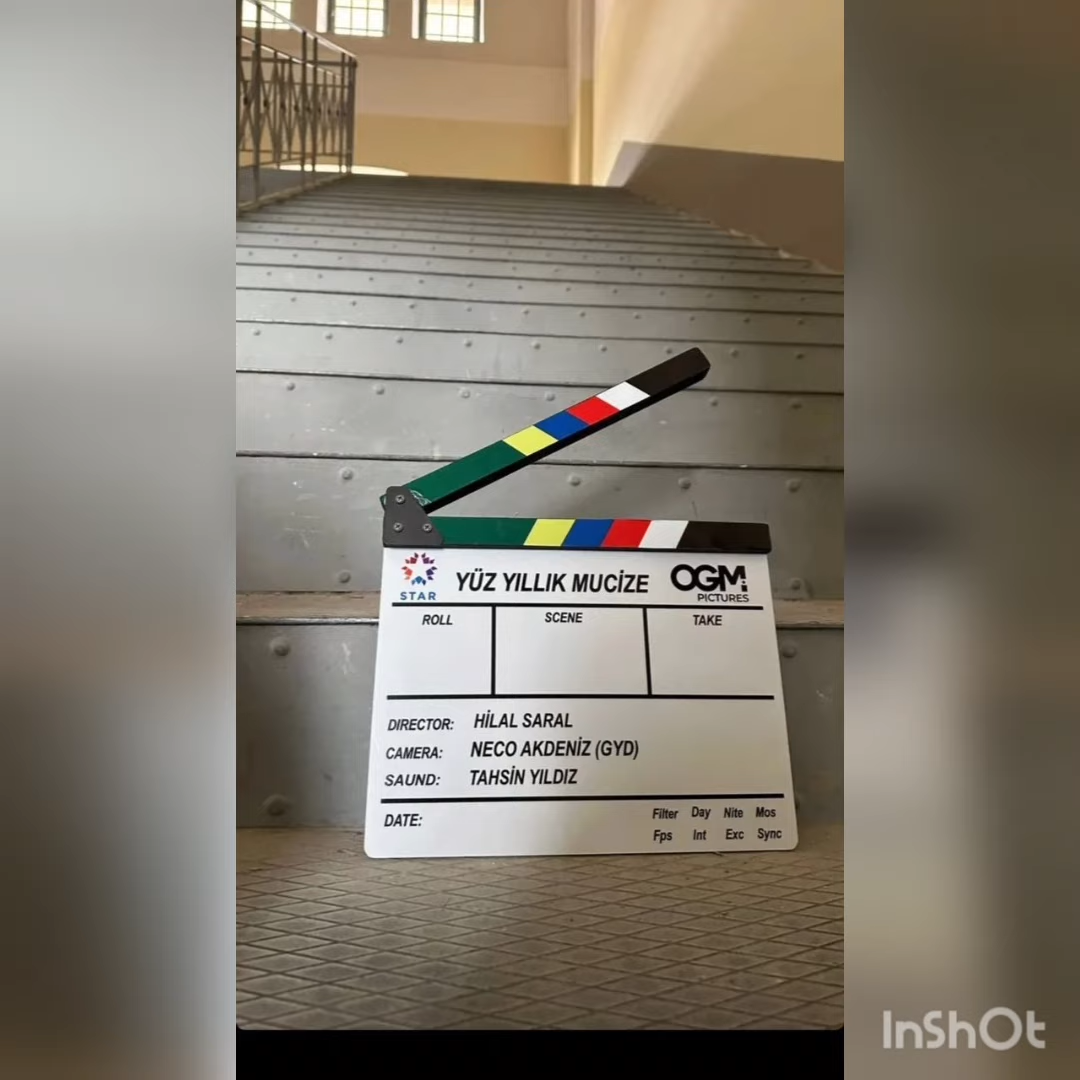 STAR
YÜZ YILLIK MUCİZE
OGM
PICTURES
ROLL SCENE TAKE
DIRECTOR: HİLAL SARAL
CAMERA: NECO AKDENİZ (GYD)
SAUND: TAHSİN YILDIZ
DATE:
Filter Day Nite Mos
Fps Int Exc Sync
InShOt